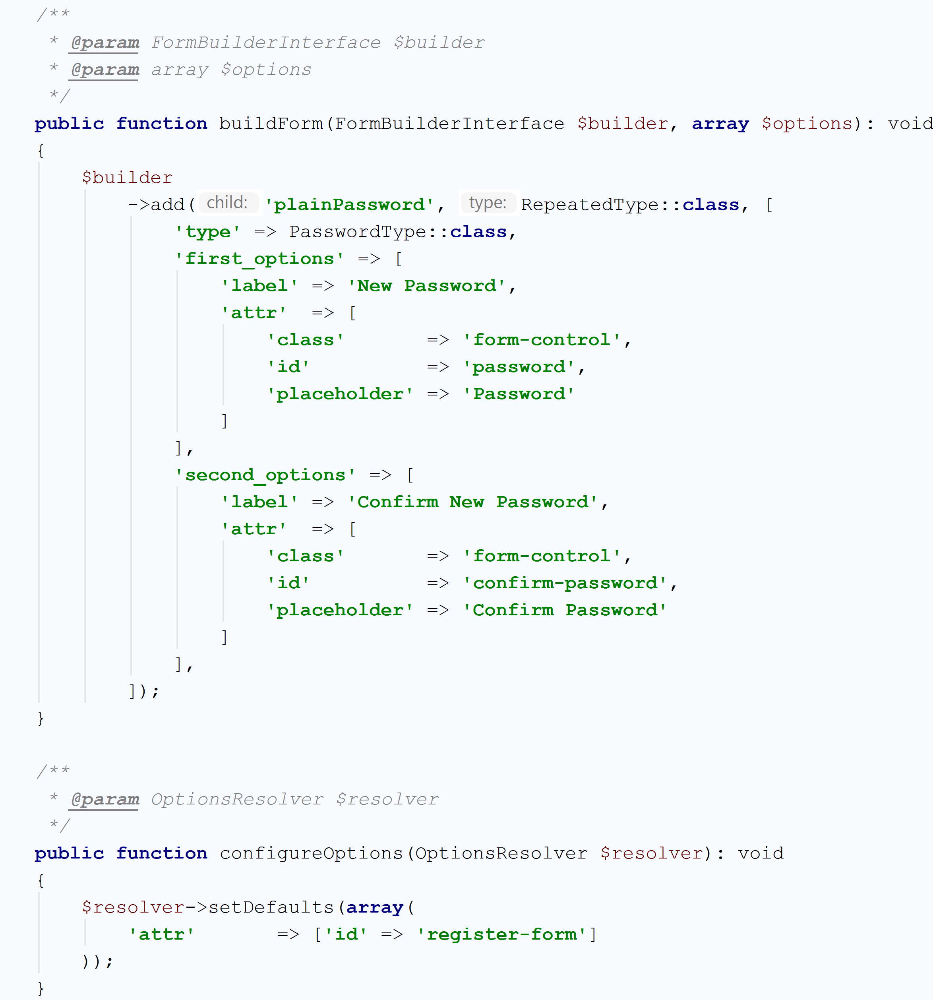 /**
 * @param FormBuilderInterface $builder
 * @param array $options
 */
public function buildForm(FormBuilderInterface $builder, array $options): void
{
    $builder
        ->add( child: 'plainPassword', type: RepeatedType::class, [
            'type' => PasswordType::class,
            'first_options' => [
                'label' => 'New Password',
                'attr'  => [
                    'class'       => 'form-control',
                    'id'          => 'password',
                    'placeholder' => 'Password'
                ]
            ],
            'second_options' => [
                'label' => 'Confirm New Password',
                'attr'  => [
                    'class'       => 'form-control',
                    'id'          => 'confirm-password',
                    'placeholder' => 'Confirm Password'
                ]
            ],
        ]);
}

/**
 * @param OptionsResolver $resolver
 */
public function configureOptions(OptionsResolver $resolver): void
{
    $resolver->setDefaults(array(
        'attr'       => ['id' => 'register-form']
    ));
}